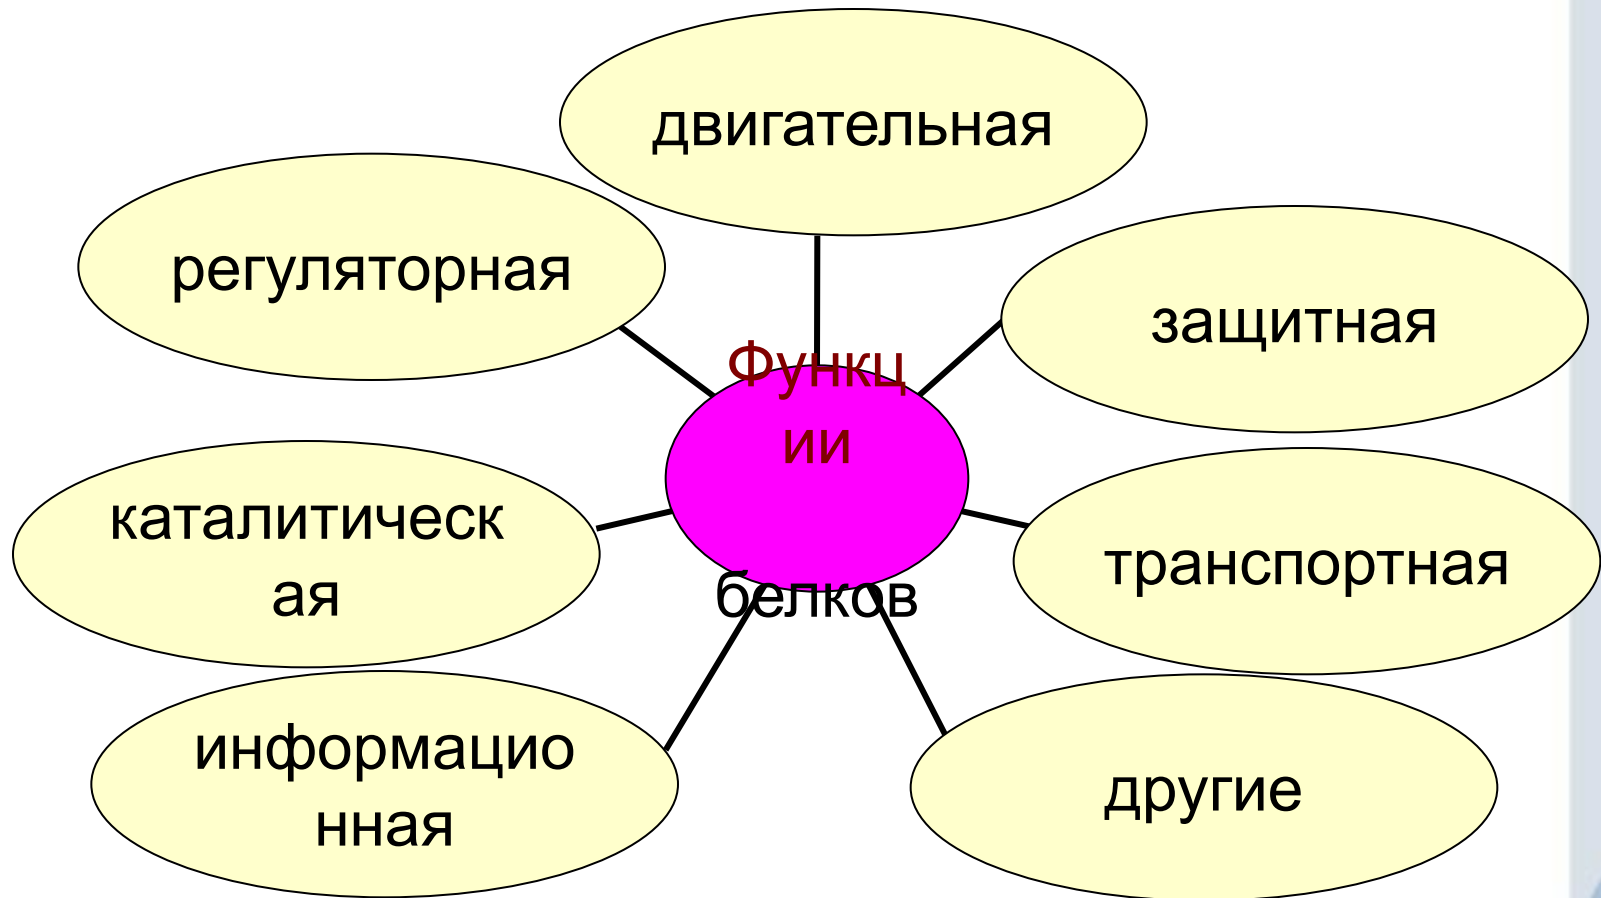 двигательная
регуляторная
защитная
Функц
ии
белков
каталитическ
ая
транспортная
информацио
нная
другие